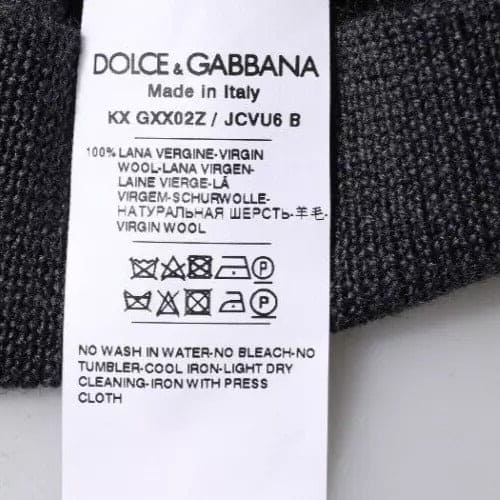 DOLCE & GABBANA
Made in Italy
KX GXX02Z / JCVU6 B
100% LANA VERGINE-VIRGIN
WOOL-LANA VIRGEN-
LAINE VIERGE-LÃ
VIRGEM-SCHURWOLLE-
НАТУРАЛЬНАЯ ШЕРСТЬ-羊毛-
VIRGIN WOOL
P
P
NO WASH IN WATER-NO BLEACH-NO
TUMBLER-COOL IRON-LIGHT DRY
CLEANING-IRON WITH PRESS
CLOTH